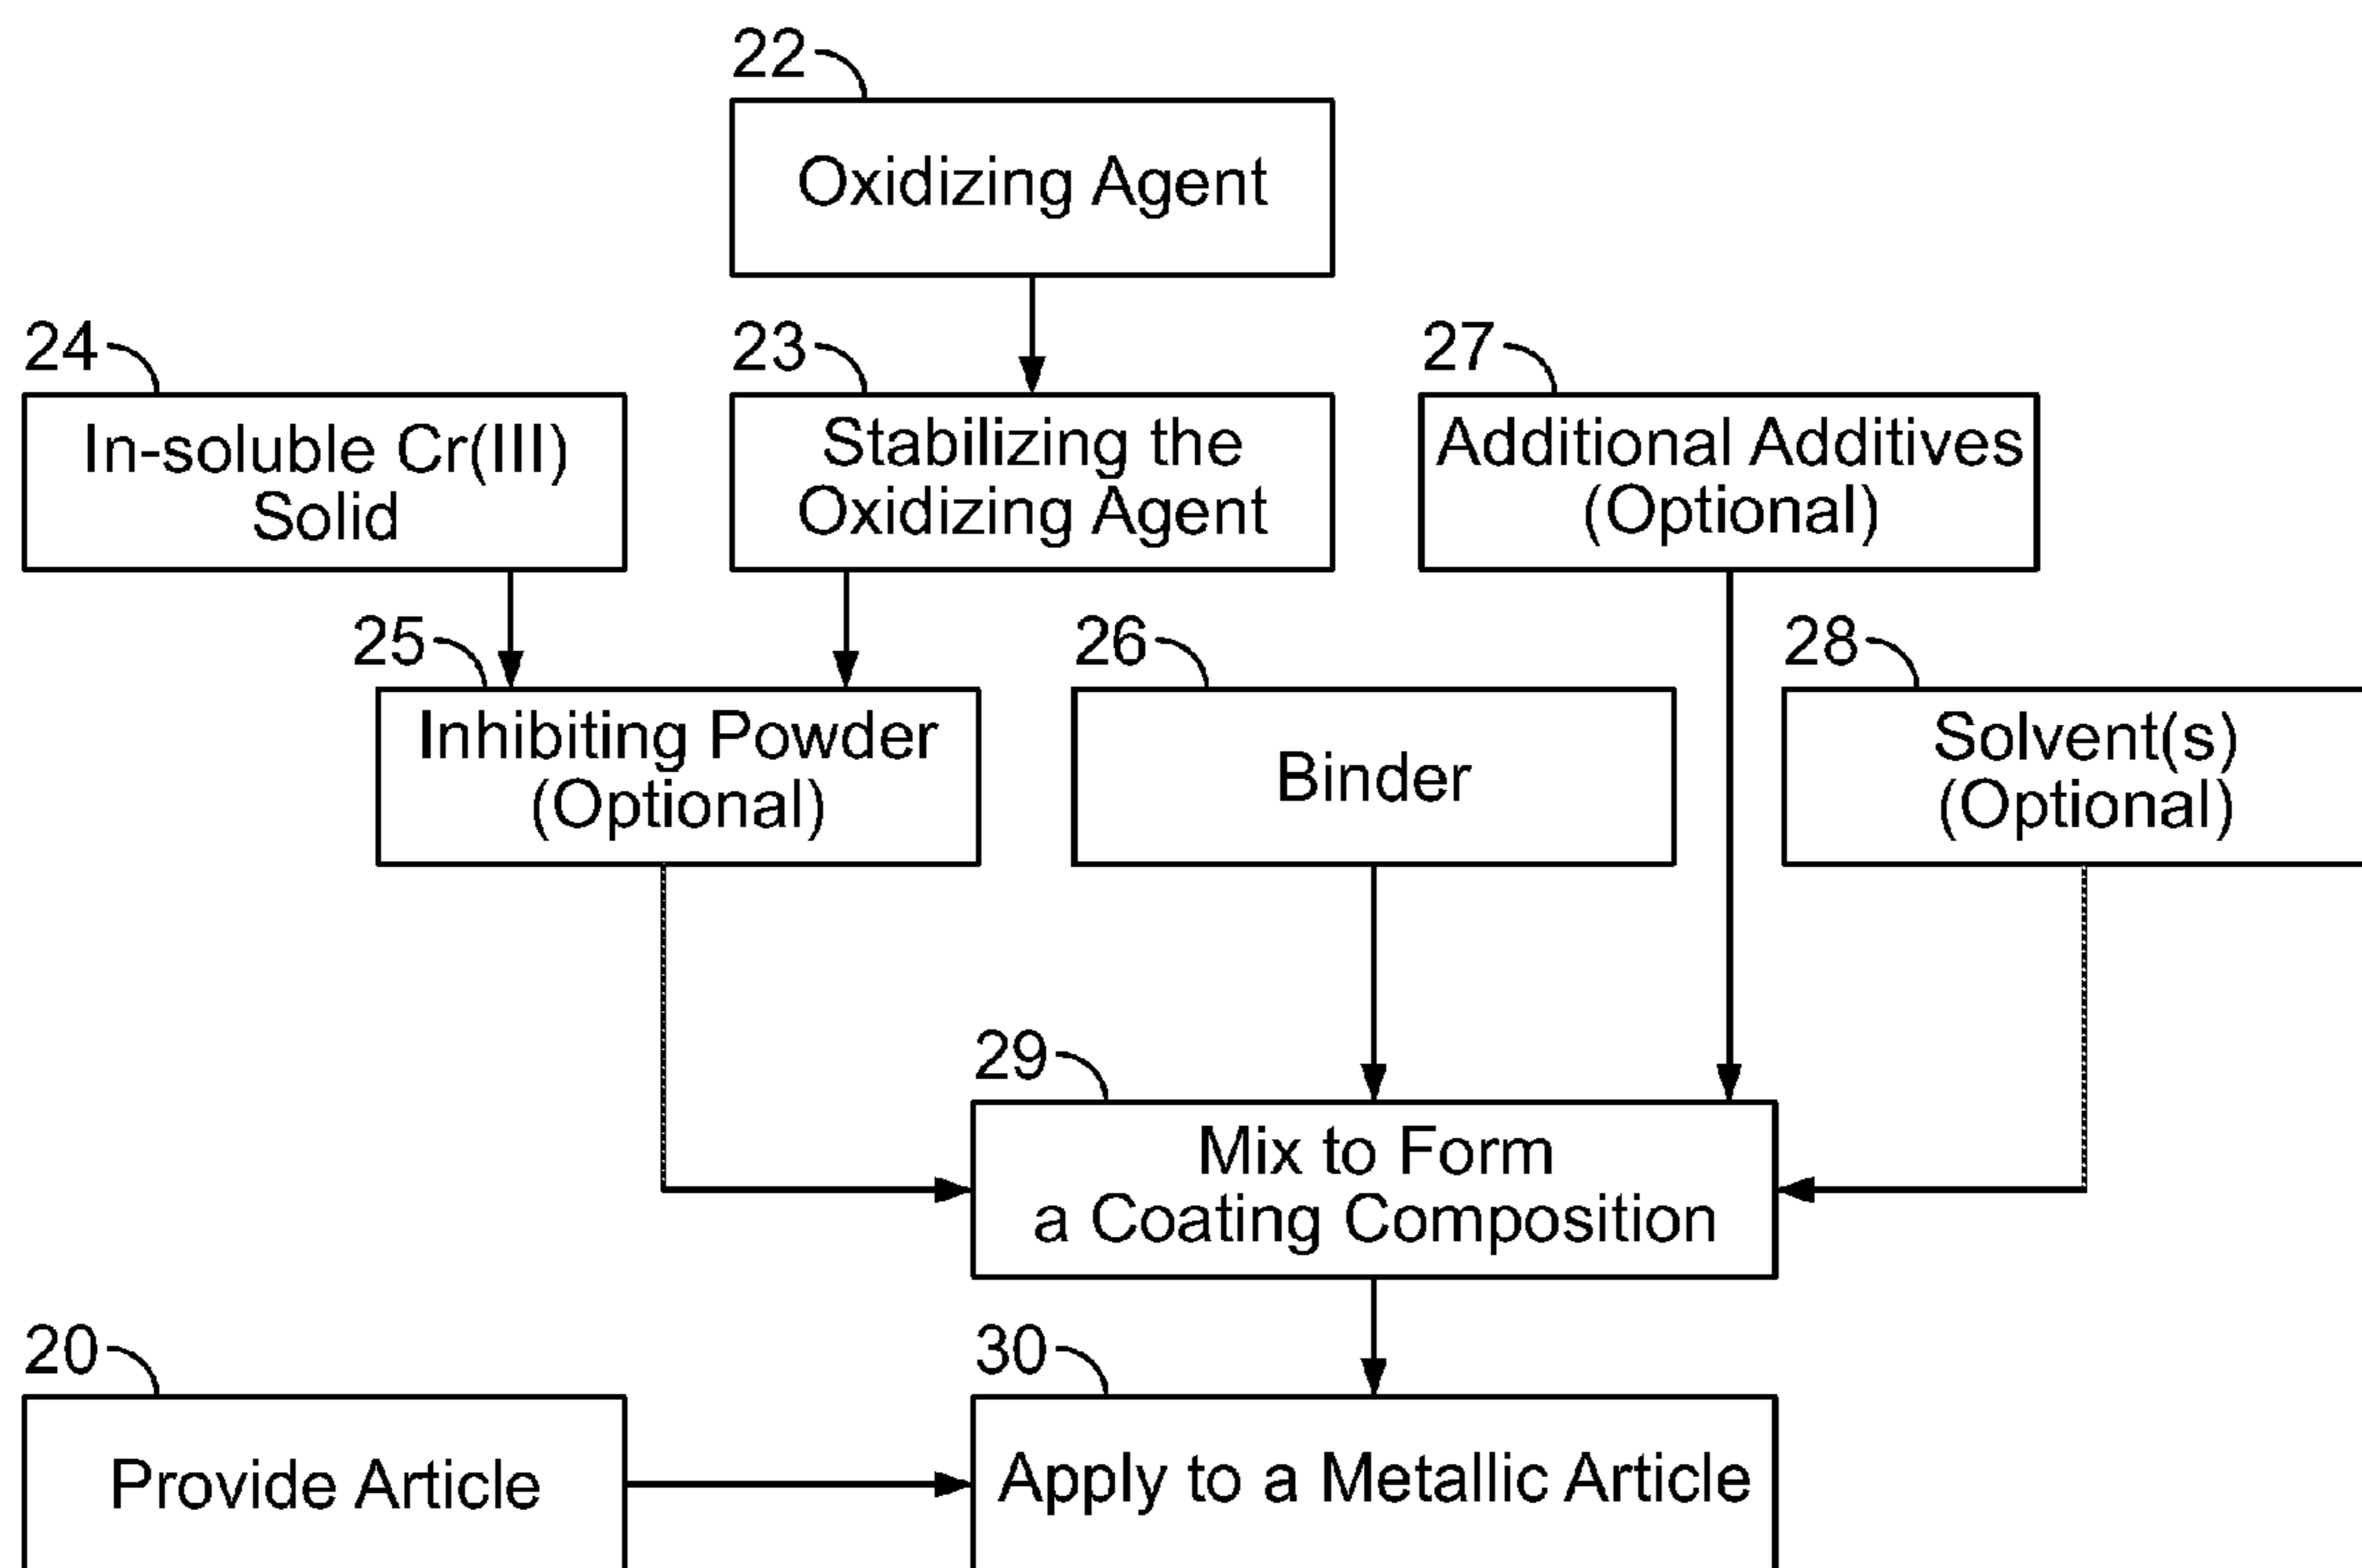 22
Oxidizing Agent
24
In-soluble Cr(III)
Solid
23
Stabilizing the
Oxidizing Agent
27
Additional Additives
(Optional)
25
Inhibiting Powder
(Optional)
26
Binder
28
Solvent(s)
(Optional)
29
Mix to Form
a Coating Composition
20
Provide Article
30
Apply to a Metallic Article